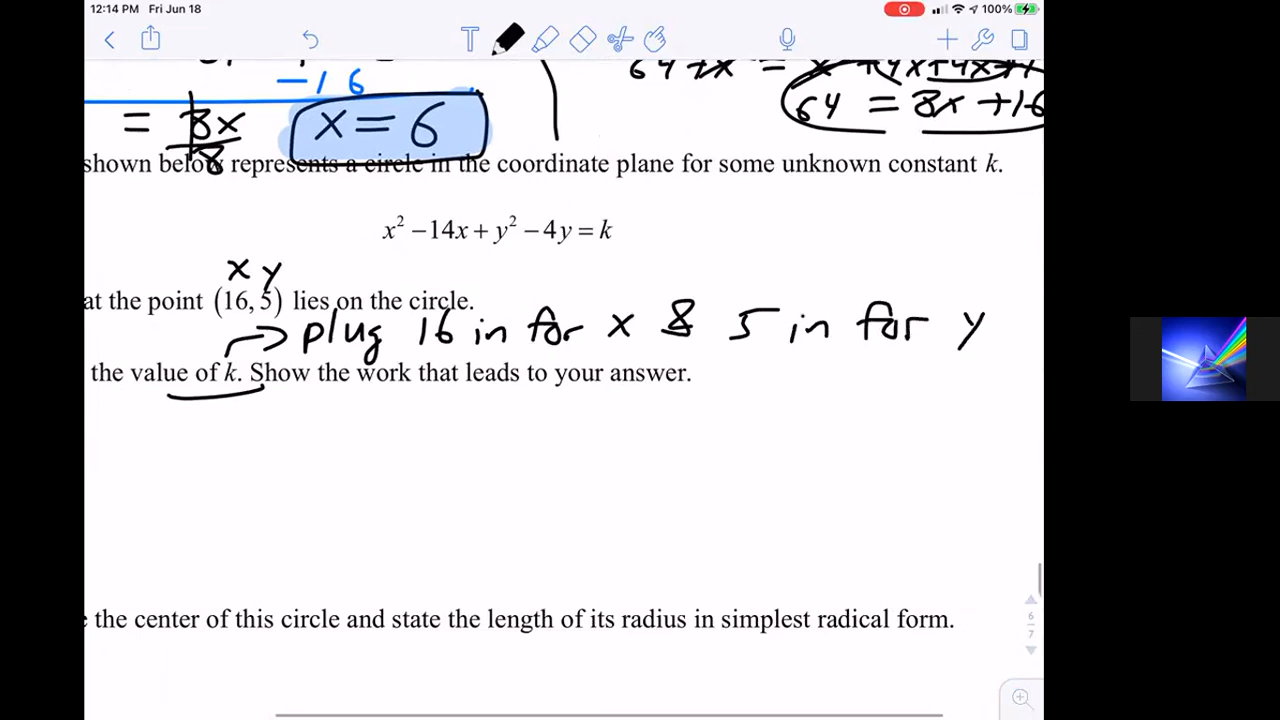 12:14 PM Fri Jun 18 100%
T
-16
64 = 8x +16
= 8x x = 6
8
shown below represents a circle in the coordinate plane for some unknown constant k.
x² −14x + y² −4y = k
x y
at the point (16, 5) lies on the circle.
→ plug 16 in for x & 5 in for y
the value of k. Show the work that leads to your answer.
6
7
the center of this circle and state the length of its radius in simplest radical form.